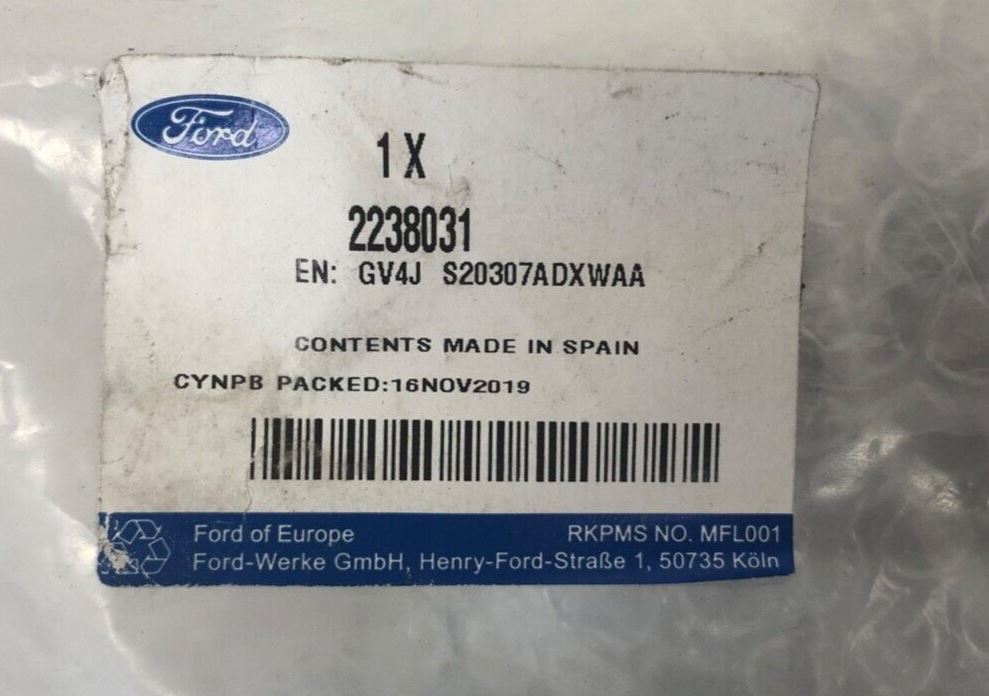 Ford
1 X
2238031
EN: GV4J S20307ADXWAA
CONTENTS MADE IN SPAIN
CYNPB PACKED:16NOV2019
Ford of Europe
RKPMS NO. MFL001
Ford-Werke GmbH, Henry-Ford-Straße 1, 50735 Köln